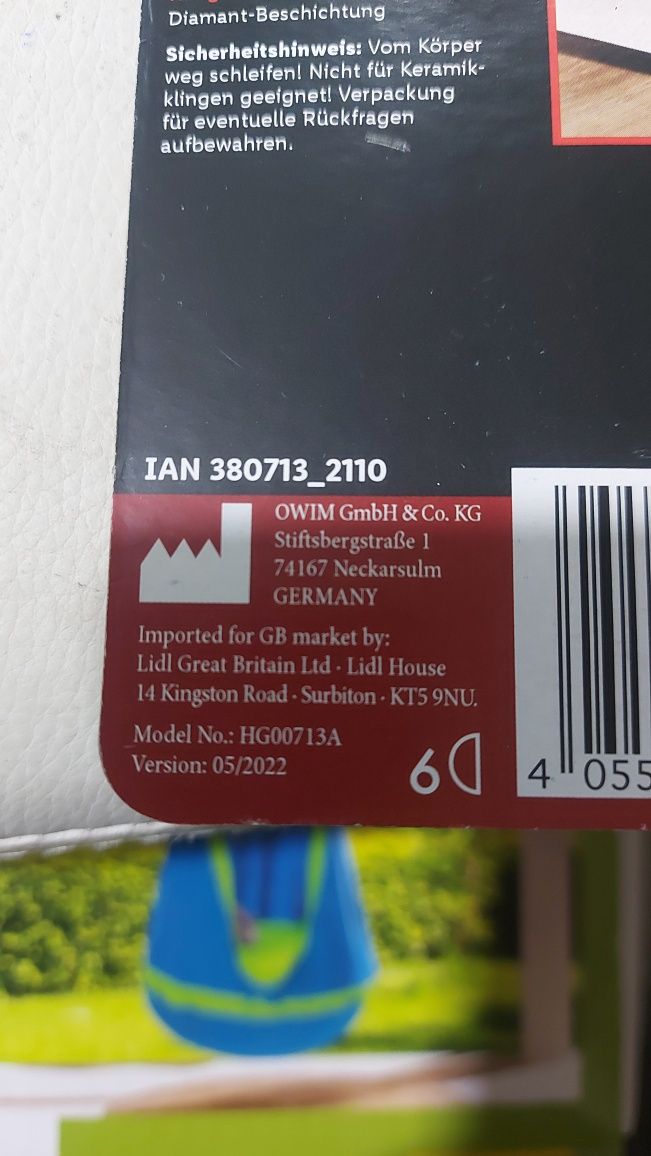 Diamant-Beschichtung
Sicherheitshinweis: Vom Körper
weg schleifen! Nicht für Keramik-
klingen geeignet! Verpackung
für eventuelle Rückfragen
aufbewahren.
IAN 380713_2110
OWIM GmbH & Co. KG
Stiftsbergstraße 1
74167 Neckarsulm
GERMANY
Imported for GB market by:
Lidl Great Britain Ltd · Lidl House
14 Kingston Road · Surbiton · KT5 9NU.
Model No.: HG00713A
Version: 05/2022
6
4 055